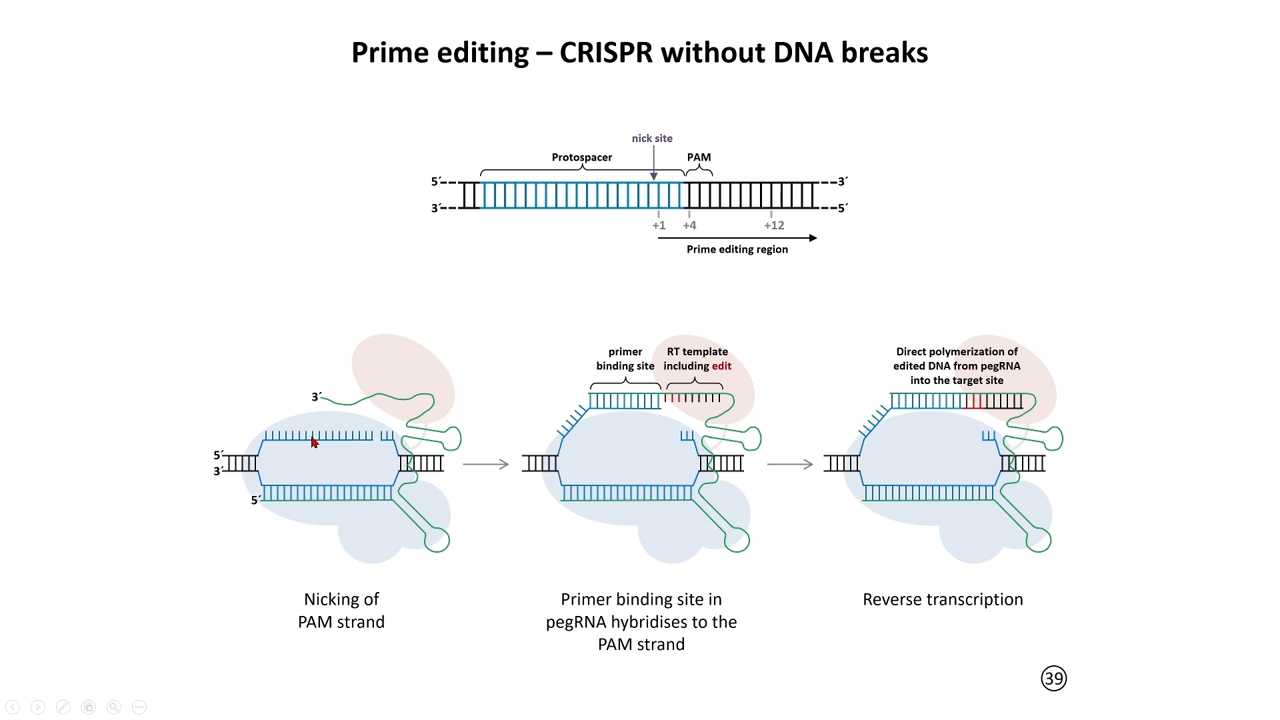 Prime editing – CRISPR without DNA breaks
nick site
Protospacer
PAM
5´
3´
3´
5´
+1
+4
+12
Prime editing region
3´
5´
3´
5´
primer
binding site
RT template
including edit
Direct polymerization of
edited DNA from pegRNA
into the target site
Nicking of
PAM strand
Primer binding site in
pegRNA hybridises to the
PAM strand
Reverse transcription
39